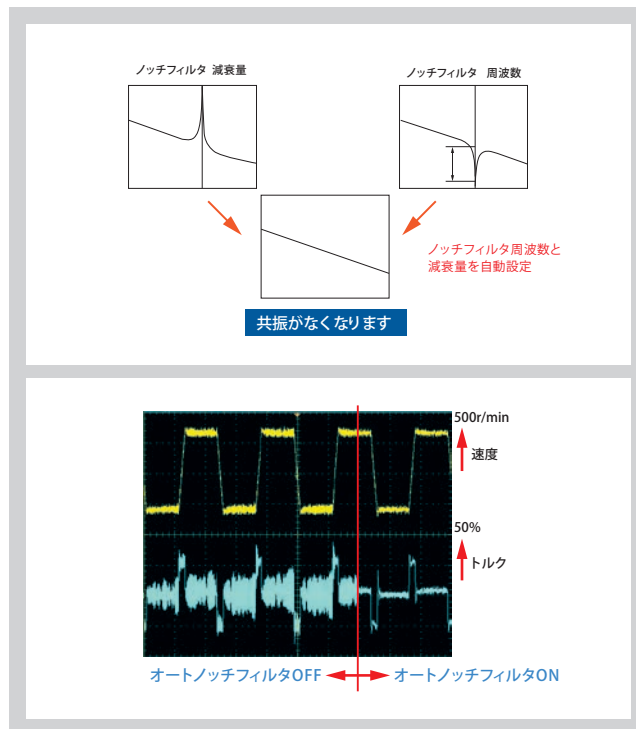 ノッチフィルタ 減衰量
ノッチフィルタ 周波数
ノッチフィルタ周波数と
減衰量を自動設定
共振がなくなります
500r/min
速度
50%
トルク
オートノッチフィルタOFF
オートノッチフィルタON